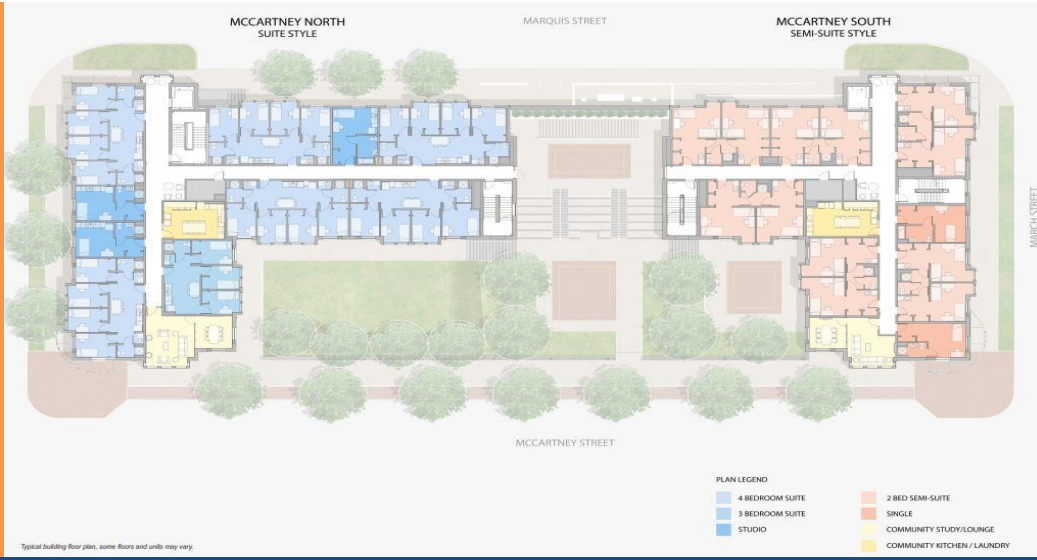 MCCARTNEY NORTH
SUITE STYLE
MARQUIS STREET
MCCARTNEY SOUTH
SEMI-SUITE STYLE
MARCH STREET
MCCARTNEY STREET
PLAN LEGEND
4 BEDROOM SUITE
3 BEDROOM SUITE
STUDIO
2 BED SEMI-SUITE
SINGLE
COMMUNITY STUDY/LOUNGE
COMMUNITY KITCHEN / LAUNDRY
Typical building floor plan, some floors and units may vary.